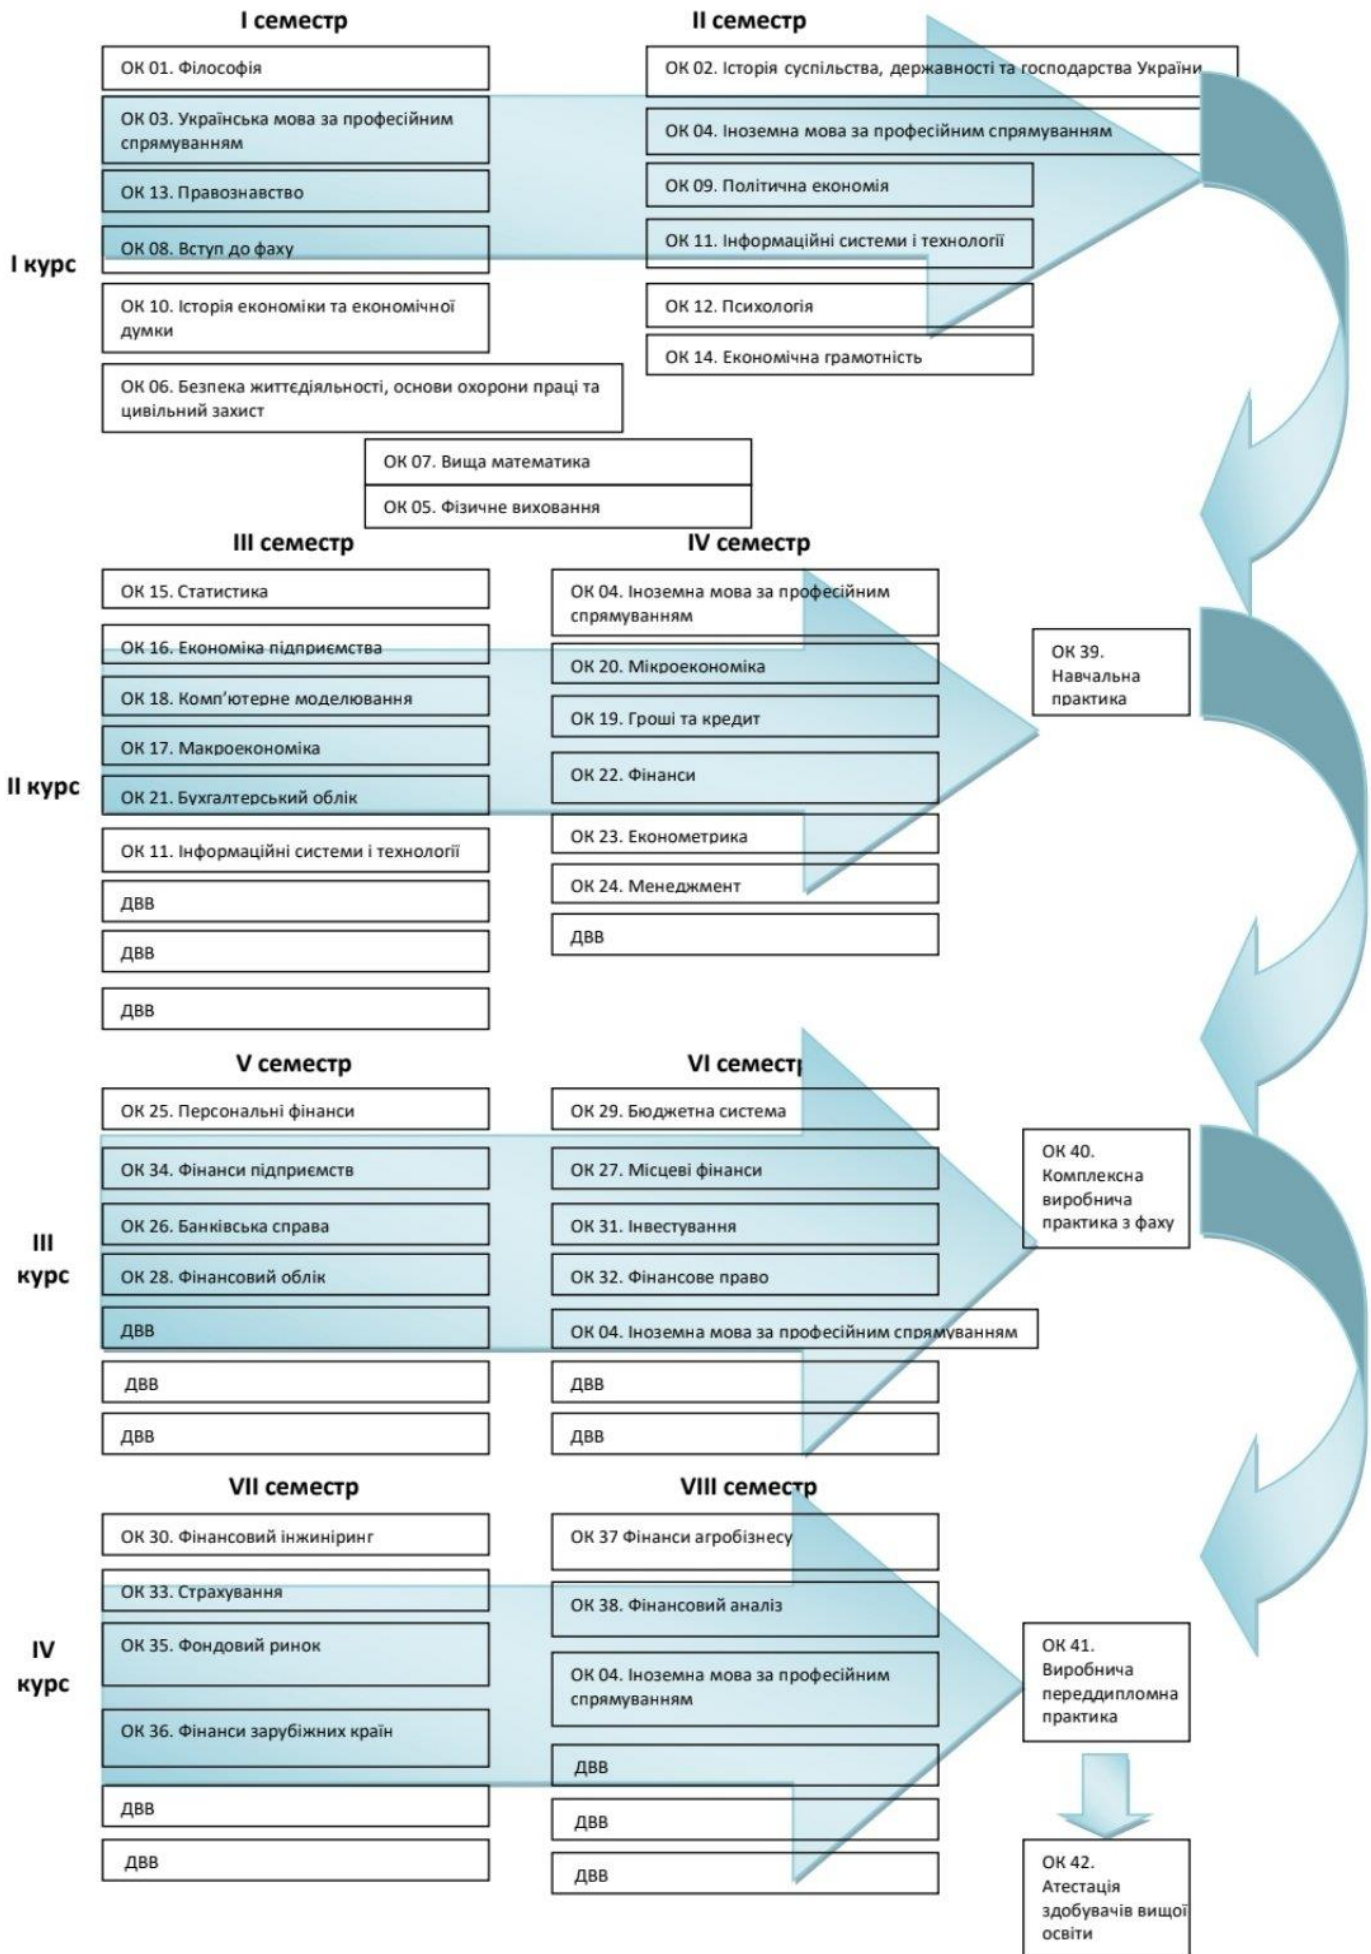 I семестр
ОК 01. Філософія
ОК 03. Українська мова за професійним
спрямуванням
ОК 13. Правознавство
ОК 08. Вступ до фаху
ОК 10. Історія економіки та економічної
думки
ОК 06. Безпека життєдіяльності, основи охорони праці та
цивільний захист
II семестр
ОК 02. Історія суспільства, державності та господарства України
ОК 04. Іноземна мова за професійним спрямуванням
ОК 09. Політична економія
ОК 11. Інформаційні системи і технології
ОК 12. Психологія
ОК 14. Економічна грамотність
I курс
ОК 07. Вища математика
ОК 05. Фізичне виховання
III семестр
ОК 15. Статистика
ОК 16. Економіка підприємства
ОК 18. Комп’ютерне моделювання
ОК 17. Макроекономіка
ОК 21. Бухгалтерський облік
ОК 11. Інформаційні системи і технології
ДВВ
ДВВ
ДВВ
IV семестр
ОК 04. Іноземна мова за професійним
спрямуванням
ОК 20. Мікроекономіка
ОК 19. Гроші та кредит
ОК 22. Фінанси
ОК 23. Економетрика
ОК 24. Менеджмент
ДВВ
II курс
ОК 39.
Навчальна
практика
V семестр
ОК 25. Персональні фінанси
ОК 34. Фінанси підприємств
ОК 26. Банківська справа
ОК 28. Фінансовий облік
ДВВ
ДВВ
ДВВ
VI семестр
ОК 29. Бюджетна система
ОК 27. Місцеві фінанси
ОК 31. Інвестування
ОК 32. Фінансове право
ОК 04. Іноземна мова за професійним спрямуванням
ДВВ
ДВВ
III
курс
ОК 40.
Комплексна
виробнича
практика з фаху
VII семестр
ОК 30. Фінансовий інжиніринг
ОК 33. Страхування
ОК 35. Фондовий ринок
ОК 36. Фінанси зарубіжних країн
ДВВ
ДВВ
VIII семестр
ОК 37 Фінанси агробізнесу
ОК 38. Фінансовий аналіз
ОК 04. Іноземна мова за професійним
спрямуванням
ДВВ
ДВВ
ДВВ
IV
курс
ОК 41.
Виробнича
переддипломна
практика
ОК 42.
Атестація
здобувачів вищої
освіти